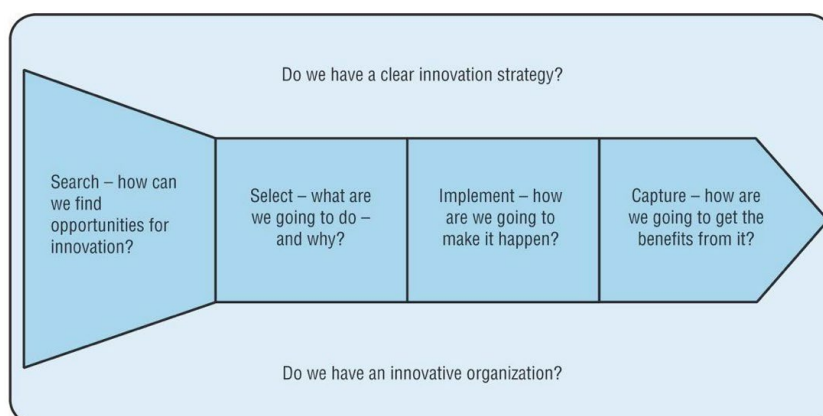 Do we have a clear innovation strategy?
Search – how can
we find
opportunities for
innovation?
Select – what are
we going to do –
and why?
Implement – how
are we going to
make it happen?
Capture – how are
we going to get the
benefits from it?
Do we have an innovative organization?